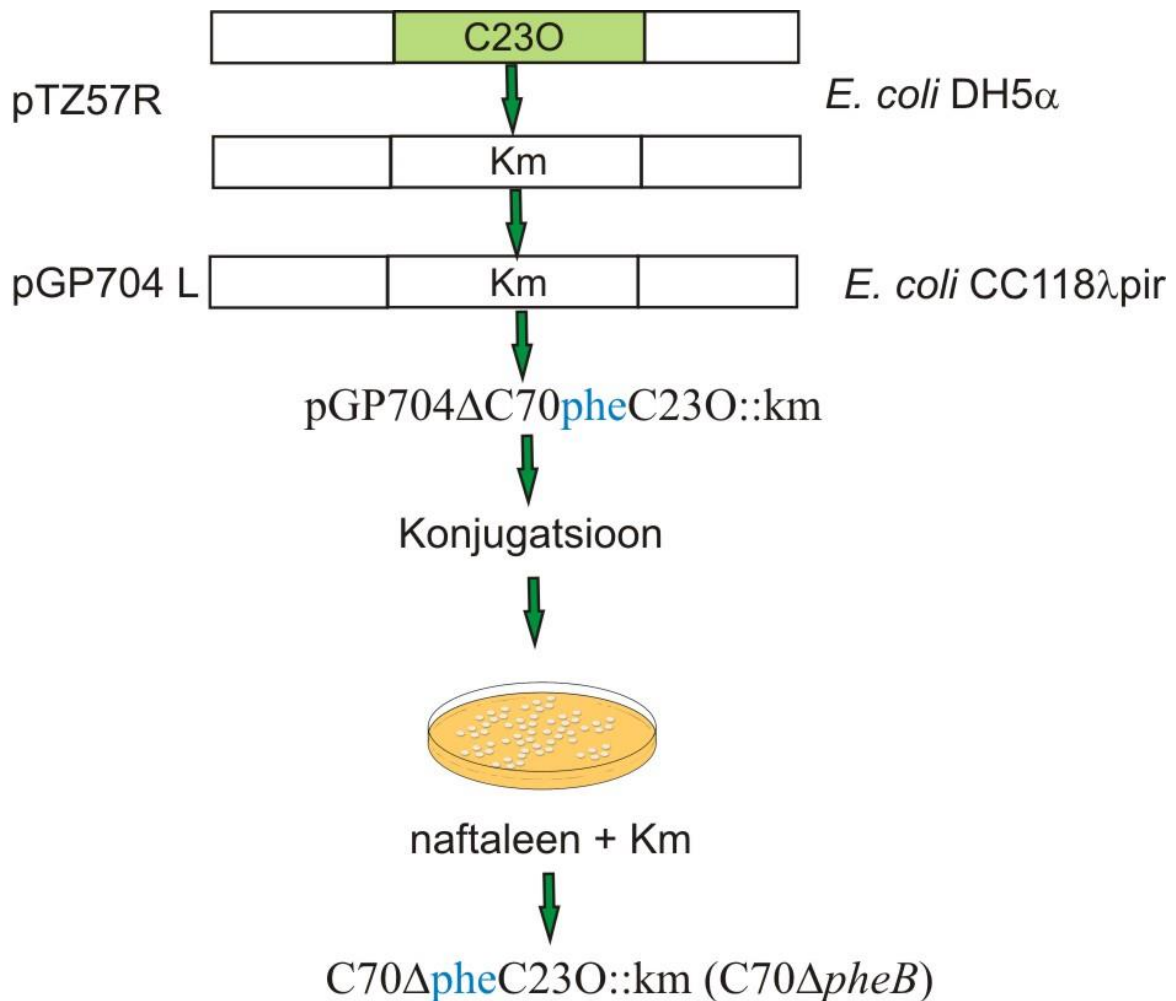 C23O
pTZ57R
E. coli DH5α
Km
pGP704 L
Km
E. coli CC118λpir
pGP704ΔC70pheC23O::km
Konjugatsioon
naftaleen + Km
C70ΔpheC23O::km (C70ΔpheB)